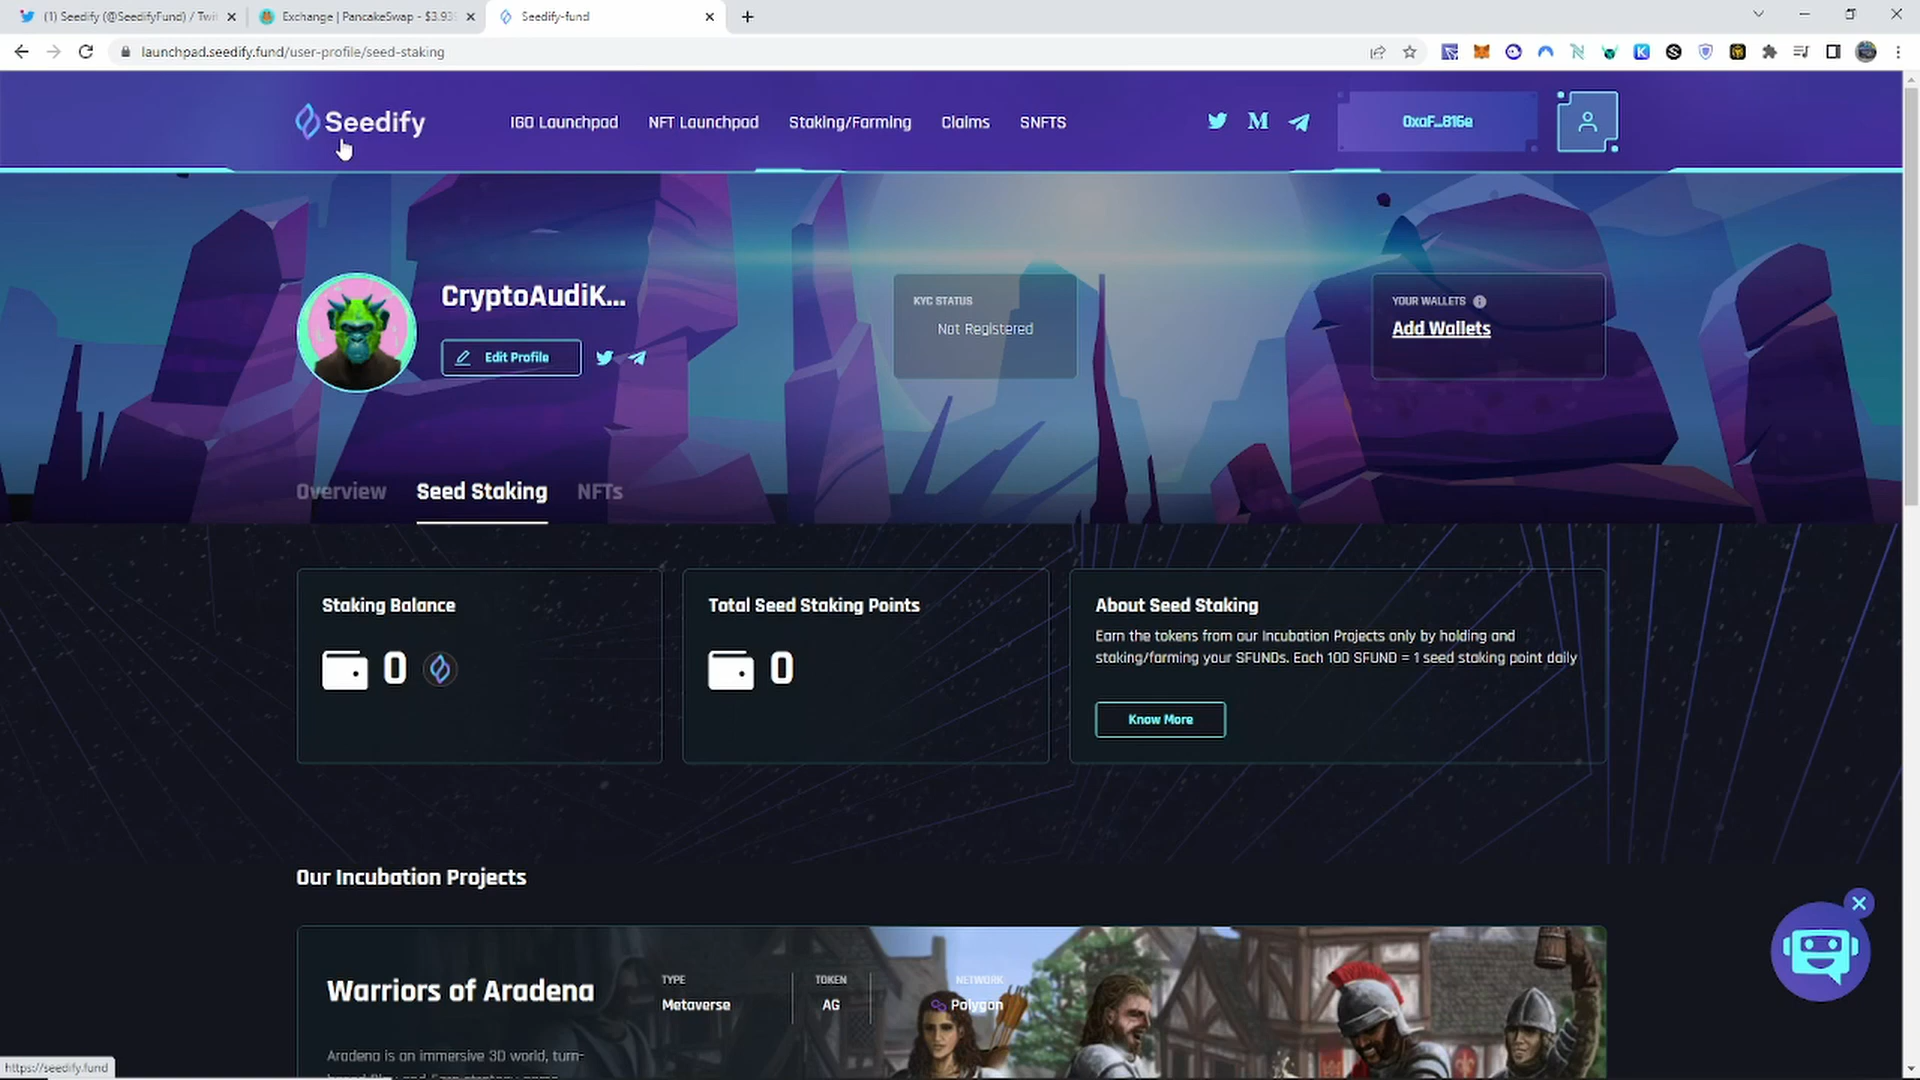 (1) Seedify (@SeedifyFund) / Twi
Exchange | PancakeSwap - $3.93
Seedify-fund
launchpad.seedify.fund/user-profile/seed-staking
Seedify
IGO Launchpad
NFT Launchpad
Staking/Farming
Claims
SNFTS
0xaF...816e
CryptoAudiK...
Edit Profile
KYC STATUS
Not Registered
YOUR WALLETS
Add Wallets
Overview
Seed Staking
NFTs
Staking Balance
0
Total Seed Staking Points
0
About Seed Staking
Earn the tokens from our Incubation Projects only by holding and
staking/farming your SFUNDs. Each 100 SFUND = 1 seed staking point daily
Know More
Our Incubation Projects
Warriors of Aradena
TYPE
Metaverse
TOKEN
AG
NETWORK
Polygon
Aradena is an immersive 3D world, turn-
https://seedify.fund